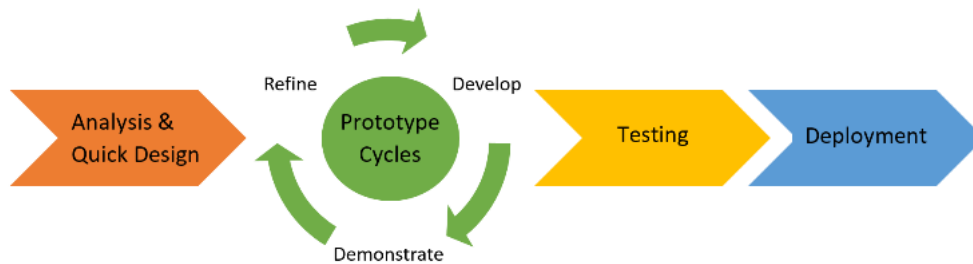 Analysis &
Quick Design
Refine
Develop
Prototype
Cycles
Demonstrate
Testing
Deployment